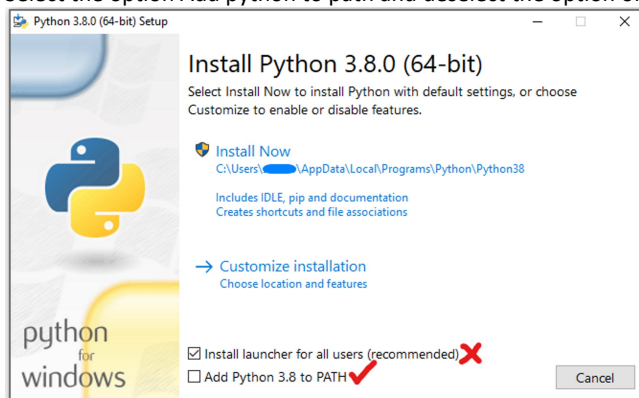 Python 3.8.0 (64-bit) Setup
Install Python 3.8.0 (64-bit)
Select Install Now to install Python with default settings, or choose
Customize to enable or disable features.
Install Now
C:\Users\ \AppData\Local\Programs\Python\Python38
Includes IDLE, pip and documentation
Creates shortcuts and file associations
Customize installation
Choose location and features
python
for
windows
Install launcher for all users (recommended)
Add Python 3.8 to PATH
Cancel